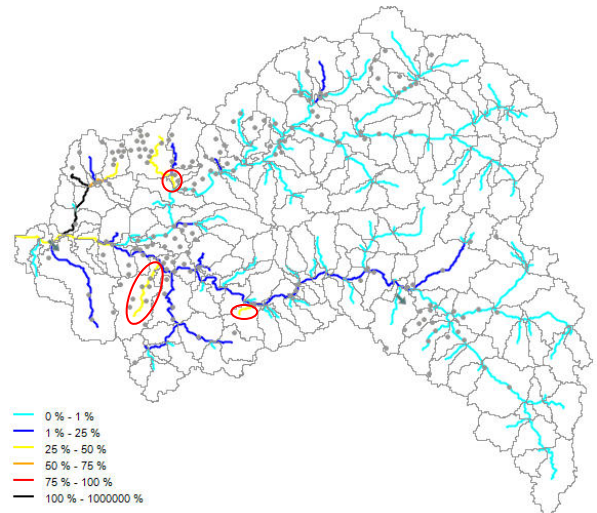 0 % - 1 %
1 % - 25 %
25 % - 50 %
50 % - 75 %
75 % - 100 %
100 % - 1000000 %